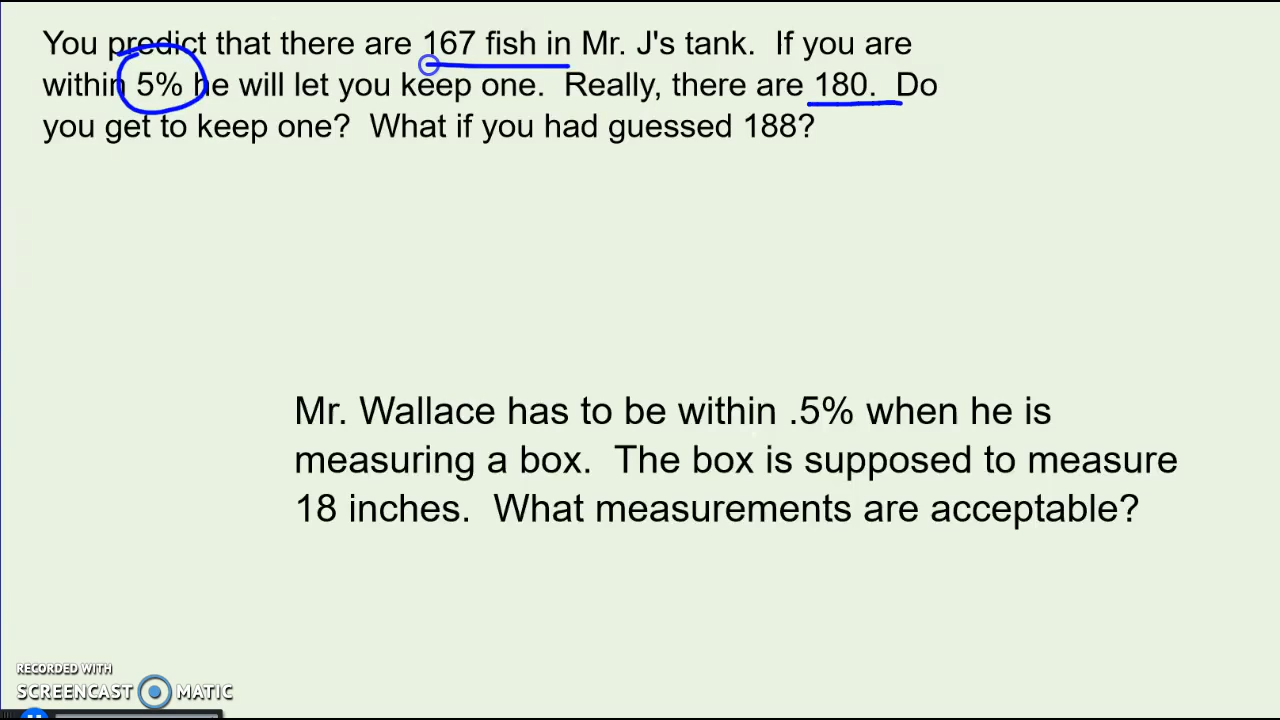 You predict that there are 167 fish in Mr. J's tank.  If you are
within 5% he will let you keep one.  Really, there are 180.  Do
you get to keep one?  What if you had guessed 188?
Mr. Wallace has to be within .5% when he is
measuring a box.  The box is supposed to measure
18 inches.  What measurements are acceptable?
RECORDED WITH
SCREENCAST MATIC